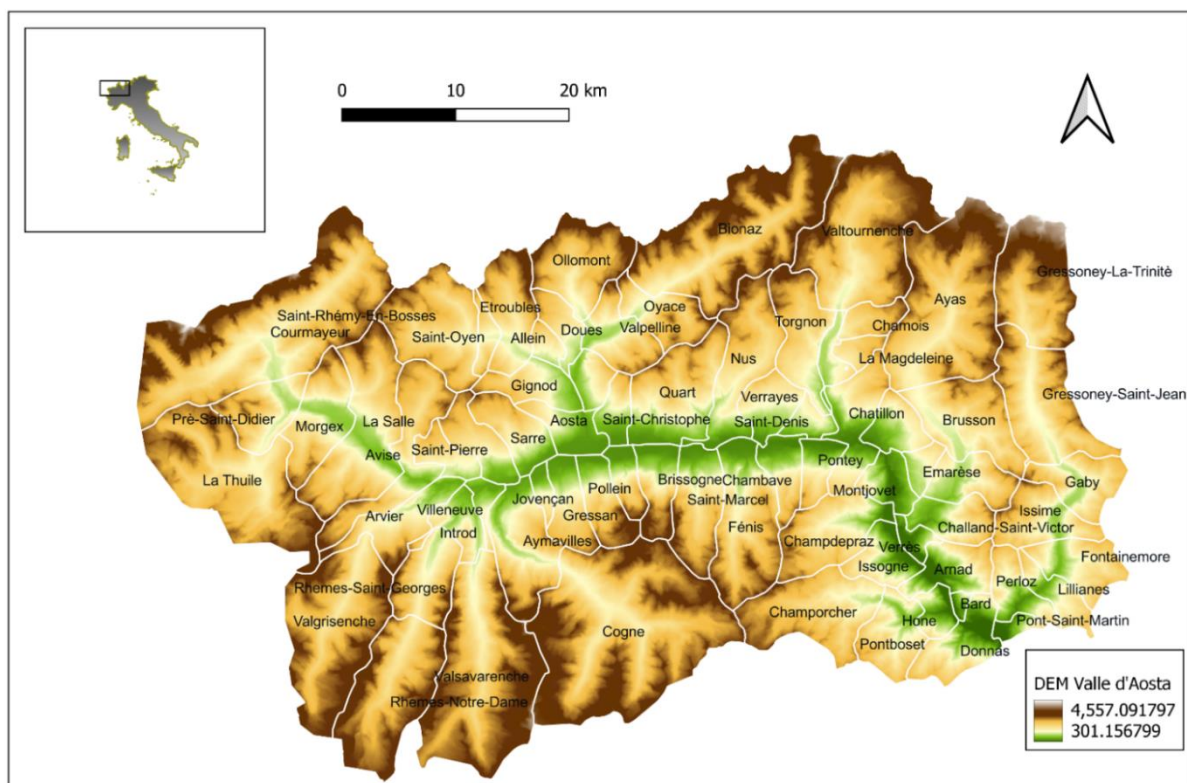 0 10 20 km
Bionaz
Valtournenche
Ollomont
Gressoney-La-Trinitè
Etroubles
Oyace
Ayas
Saint-Rhémy-En-Bosses
Courmayeur
Saint-Oyen
Allein
Doues
Valpelline
Torgnon
Chamois
Nus
La Magdeleine
Gignod
Quart
Verrayes
Gressoney-Saint-Jean
Prè-Saint-Didier
Morgex
La Salle
Aosta
Saint-Christophe
Saint-Denis
Chatillon
Brusson
Sarre
Saint-Pierre
Avise
Pontey
Emarèse
La Thuile
Brissogne
Chambave
Gaby
Pollein
Montjovet
Jovençan
Saint-Marcel
Villeneuve
Arvier
Gressan
Issime
Introd
Fénis
Challand-Saint-Victor
Aymavilles
Champdepraz
Verrès
Fontainemore
Issogne
Arnad
Rhemes-Saint-Georges
Perloz
Lillianes
Valgrisenche
Champorcher
Bard
Hone
Pont-Saint-Martin
Cogne
Pontboset
Donnas
Valsavarenche
Rhemes-Notre-Dame
DEM Valle d'Aosta
4,557.091797
301.156799